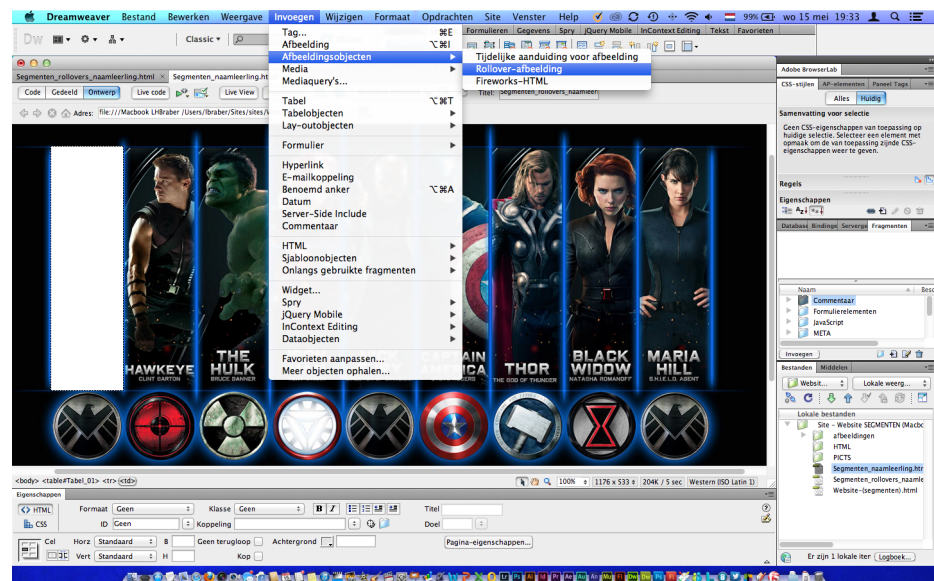 Dreamweaver Bestand Bewerken Weergave Invoegen Wijzigen Formaat Opdrachten Site Venster Help 99% wo 15 mei 19:33
DW Classic
Formulieren Gegevens Spry jQuery Mobile InContext Editing Tekst Favorieten
Tag... ⌘E
Afbeelding ⌥⌘I
Afbeeldingsobjecten
Media
Mediaquery's...
Tabel ⌥⌘T
Tabelobjecten
Lay-outobjecten
Formulier
Hyperlink
E-mailkoppeling
Benoemd anker ⌥⌘A
Datum
Server-Side Include
Commentaar
HTML
Sjabloonobjecten
Onlangs gebruikte fragmenten
Widget...
Spry
jQuery Mobile
InContext Editing
Dataobjecten
Favorieten aanpassen...
Meer objecten ophalen...
Tijdelijke aanduiding voor afbeelding
Rollover-afbeelding
Fireworks-HTML
Segmenten_rollovers_naamleerling.html Segmenten_naamleerling.ht
Code Gedeeld Ontwerp Live code Live View Titel: Segmenten_rollovers_naamleer
Adres: file:///Macbook LHBraber /Users/lbraber/Sites/sites/
HAWKEYE
CLINT BARTON
THE
HULK
BRUCE BANNER
THOR
THE GOD OF THUNDER
BLACK
WIDOW
NATASHA ROMANOFF
MARIA
HILL
S.H.I.E.L.D. AGENT
<body> <table#Tabel_01> <tr> <td> 100% 1176 x 533 204K / 5 sec Western (ISO Latin 1)
Eigenschappen
HTML Formaat Geen Klasse Geen B I Titel
CSS ID Geen Koppeling Doel
Cel Horz Standaard B Geen terugloop Achtergrond Pagina-eigenschappen...
Vert Standaard H Kop
Adobe BrowserLab
CSS-stijlen AP-elementen Paneel Tags
Alles Huidig
Samenvatting voor selectie
Geen CSS-eigenschappen van toepassing op
huidige selectie. Selecteer een element met
opmaak om de van toepassing zijnde CSS-
eigenschappen weer te geven.
Regels
Eigenschappen
Database Bindings Serverge Fragmenten
Naam Besc
Commentaar
Formulierelementen
JavaScript
META
Invoegen
Bestanden Middelen
Websit... Lokale weerg...
Lokale bestanden
Site - Website SEGMENTEN (Macbc
afbeeldingen
HTML
PICTS
Segmenten_naamleerling.htm
Segmenten_rollovers_naamle
Website-(segmenten).html
Er zijn 1 lokale iter Logboek...